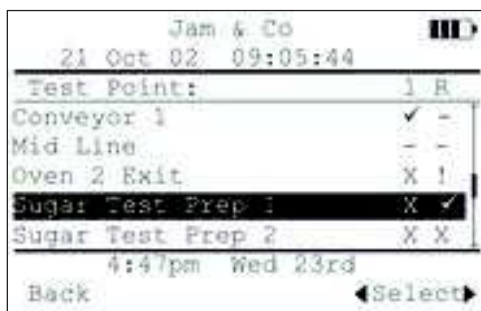 Jam & Co
21 Oct 02 09:05:44
Test Point: 1 R
Conveyor 1 ✓ -
Mid Line - -
Oven 2 Exit X !
Sugar Test Prep 1 X ✓
Sugar Test Prep 2 X X
4:47pm Wed 23rd
Back ◀Select▶